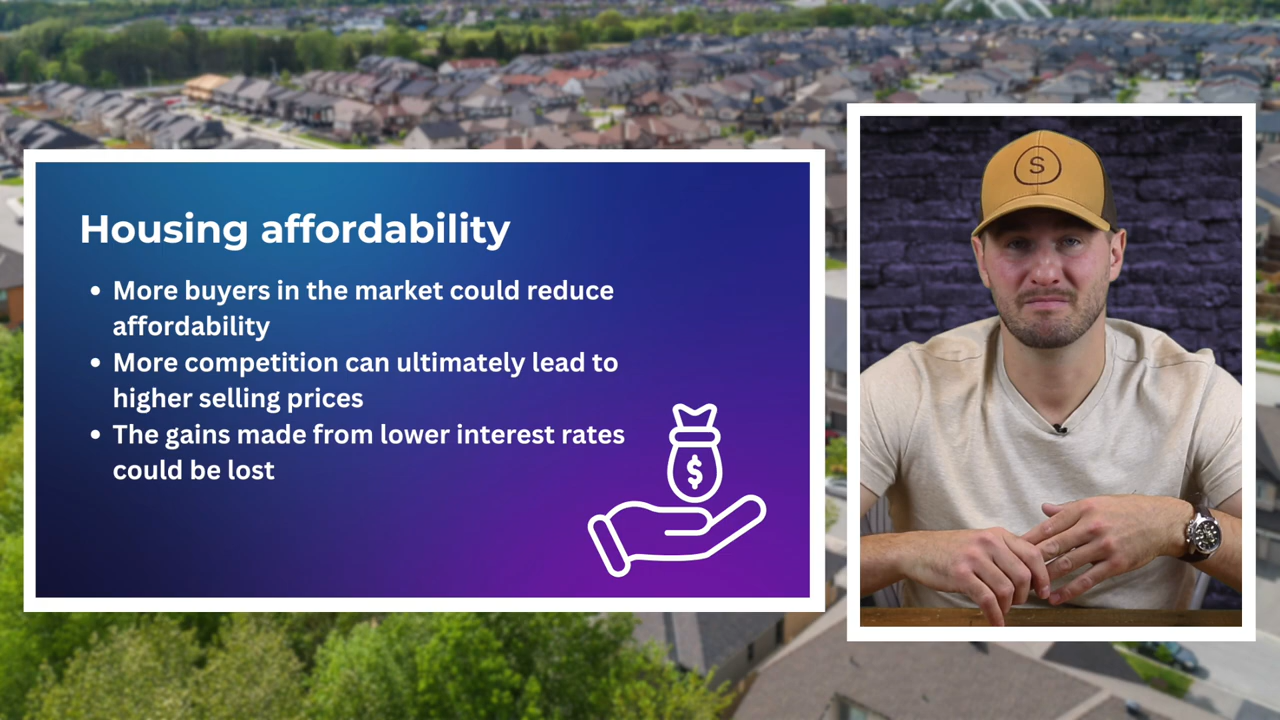 Housing affordability
• More buyers in the market could reduce
affordability
• More competition can ultimately lead to
higher selling prices
• The gains made from lower interest rates
could be lost
$
S